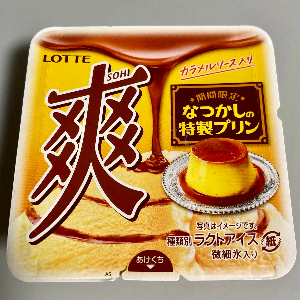 LOTTE
SOH!
爽
カラメルソース入り
期間限定
なつかしの
特製プリン
写真はイメージです。
種類別 ラクトアイス
微細氷入り
紙
あけくち
AS